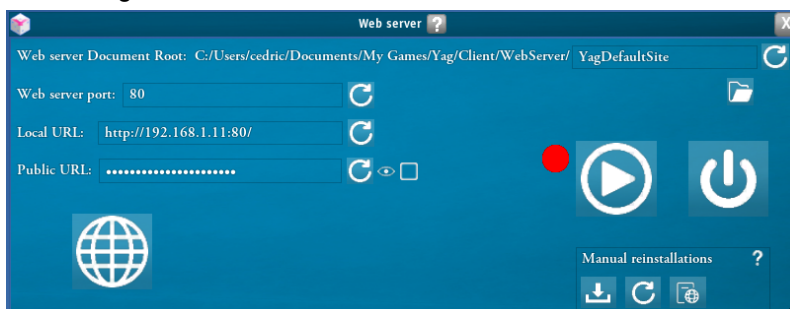 Web server ?
X
Web server Document Root: C:/Users/cedric/Documents/My Games/Yag/Client/WebServer/ YagDefaultSite
Web server port: 80
Local URL: http://192.168.1.11:80/
Public URL: ••••••••••••••••••••••
Manual reinstallations ?